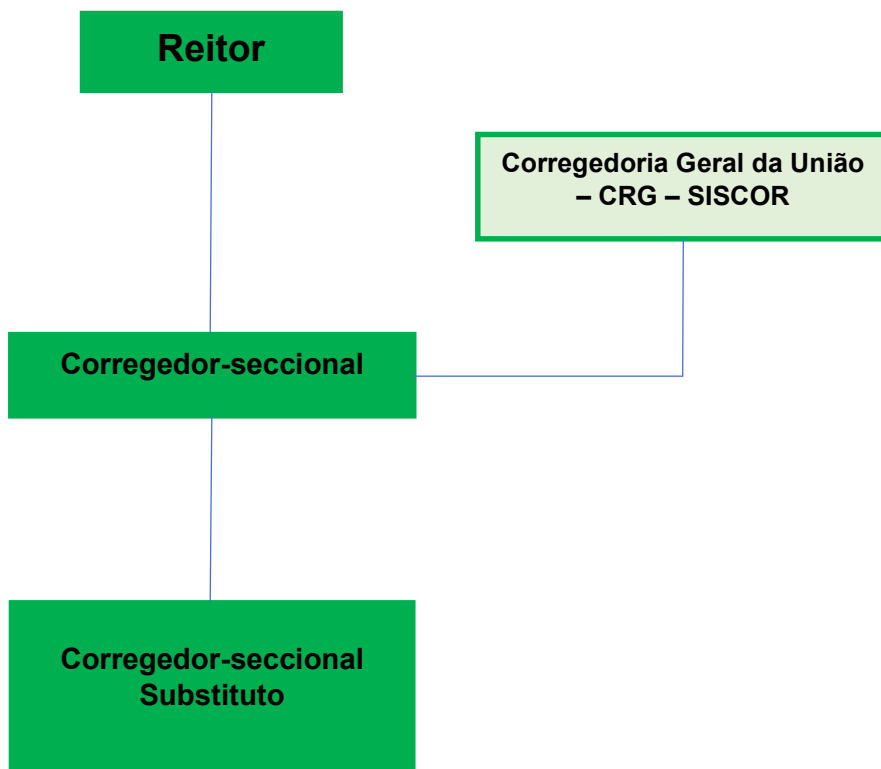 Reitor
Corregedoria Geral da União
– CRG – SISCOR
Corregedor-seccional
Corregedor-seccional
Substituto